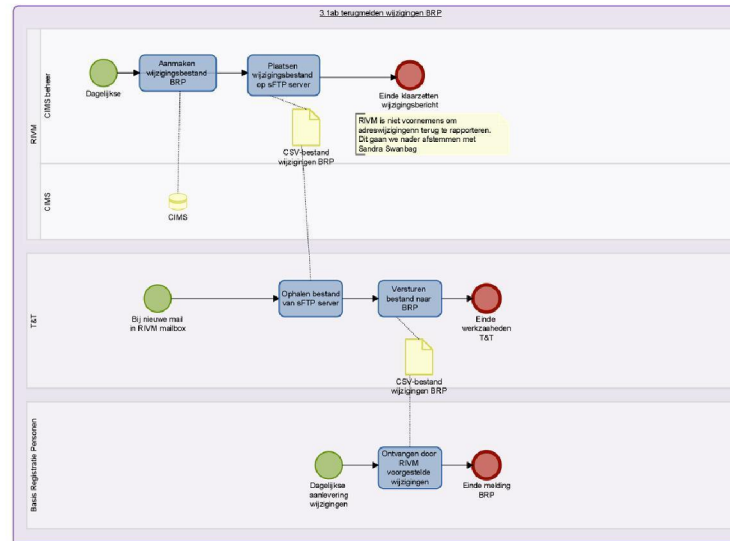 3.1ab terugmelden wijzigingen BRP
RIVM
CIMS beheer
Dagelijkse
Aanmaken
wijzigingsbestand
BRP
Plaatsen
wijzigingsbestand
op sFTP server
Einde klaarzetten
wijzigingsbericht
CSV-bestand
wijzigingen BRP
RIVM is niet voornemens om
adreswijzigingenn terug te rapporteren.
Dit gaan we nader afstemmen met
Sandra Swanbag
CIMS
CIMS
T&T
Bij nieuwe mail
in RIVM mailbox
Ophalen bestand
van sFTP server
Versturen
bestand naar
BRP
Einde
werkzaaheden
T&T
CSV-bestand
wijzigingen BRP
Basis Registratie Personen
Dagelijkse
aanlevering
wijzigingen
Ontvangen door
RIVM
voorgestelde
wijzigingen
Einde melding
BRP